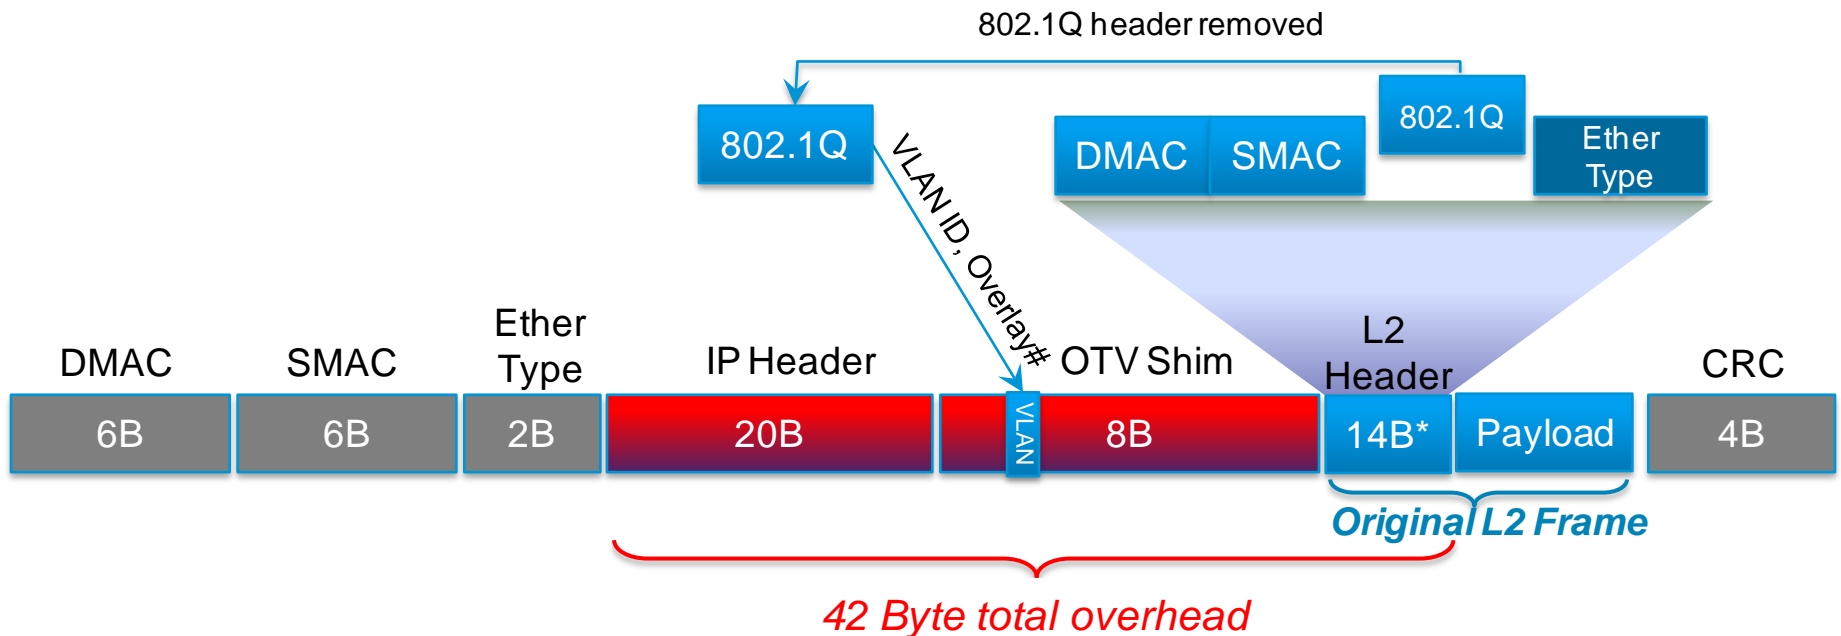 802.1Q header removed
802.1Q
VLAN ID, Overlay#
DMAC
SMAC
802.1Q
Ether
Type
DMAC
SMAC
Ether
Type
IP Header
OTV Shim
L2
Header
CRC
6B
6B
2B
20B
VLAN
8B
14B*
Payload
4B
Original L2 Frame
42 Byte total overhead